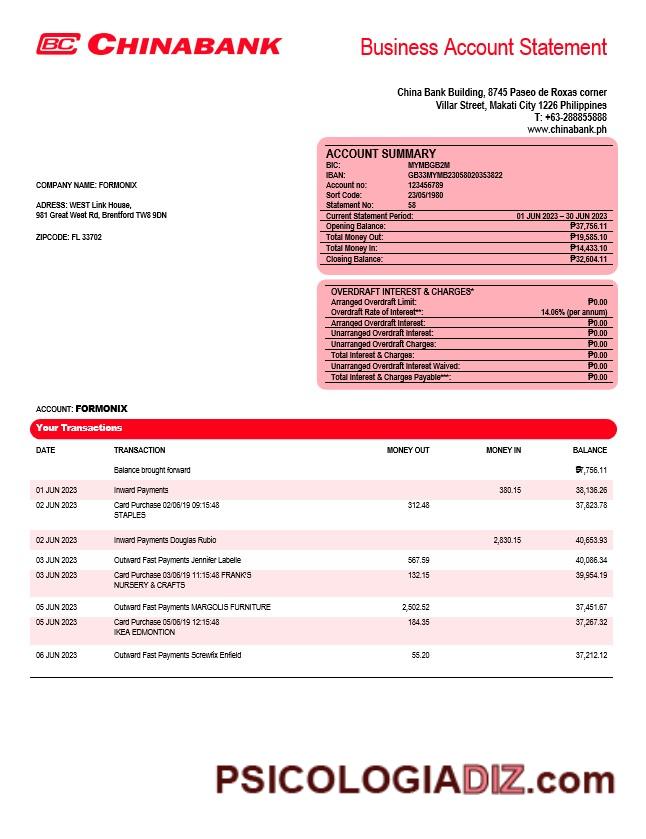 BC CHINABANK
Business Account Statement
China Bank Building, 8745 Paseo de Roxas corner
Villar Street, Makati City 1226 Philippines
T: +63-288855888
www.chinabank.ph
COMPANY NAME: FORMONIX
ADRESS: WEST Link House,
981 Great West Rd, Brentford TW8 9DN
ZIPCODE: FL 33702
ACCOUNT SUMMARY
BIC: MYMBGB2M
IBAN: GB33MYMB23058020353822
Account no: 123456789
Sort Code: 23/05/1980
Statement No: 58
Current Statement Period: 01 JUN 2023 – 30 JUN 2023
Opening Balance: ₱37,756.11
Total Money Out: ₱19,585.10
Total Money In: ₱14,433.10
Closing Balance: ₱32,604.11
OVERDRAFT INTEREST & CHARGES*
Arranged Overdraft Limit: ₱0.00
Overdraft Rate of Interest**: 14.06% (per annum)
Arranged Overdraft Interest: ₱0.00
Unarranged Overdraft Interest: ₱0.00
Unarranged Overdraft Charges: ₱0.00
Total Interest & Charges: ₱0.00
Unarranged Overdraft Interest Waived: ₱0.00
Total Interest & Charges Payable***: ₱0.00
ACCOUNT: FORMONIX
Your Transactions
DATE TRANSACTION MONEY OUT MONEY IN BALANCE
Balance brought forward
01 JUN 2023 Inward Payments 380.15 38,136.26
02 JUN 2023 Card Purchase 02/06/19 09:15:48 312.48 37,823.78
STAPLES
02 JUN 2023 Inward Payments Douglas Rubio 2,830.15 40,653.93
03 JUN 2023 Outward Fast Payments Jennifer Labelle 567.59 40,086.34
03 JUN 2023 Card Purchase 03/06/19 11:15:48 FRANK'S 132.15 39,954.19
NURSERY & CRAFTS
05 JUN 2023 Outward Fast Payments MARGOLIS FURNITURE 2,502.52 37,451.67
05 JUN 2023 Card Purchase 05/06/19 12:15:48 184.35 37,267.32
IKEA EDMONTION
06 JUN 2023 Outward Fast Payments Screwfix Enfield 55.20 37,212.12
PSICOLOGIADIZ.com